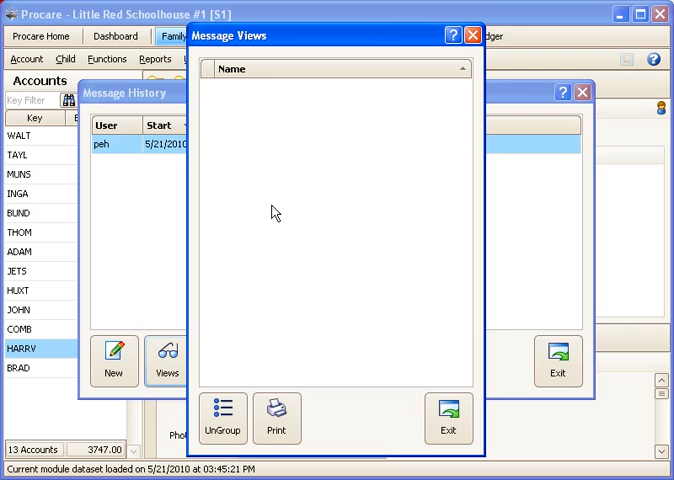 Procare - Little Red Schoolhouse #1 [S1]
Procare Home
Dashboard
Family
dger
Account
Child
Functions
Reports
Accounts
Key Filter
Key
WALT
TAYL
MUNS
INGA
BUND
THOM
ADAM
JETS
HUXT
JOHN
COMB
HARRV
BRAD
13 Accounts
3747.00
Message History
User
Start
peh
5/21/2010
New
Views
Exit
Message Views
Name
UnGroup
Print
Exit
Current module dataset loaded on 5/21/2010 at 03:45:21 PM